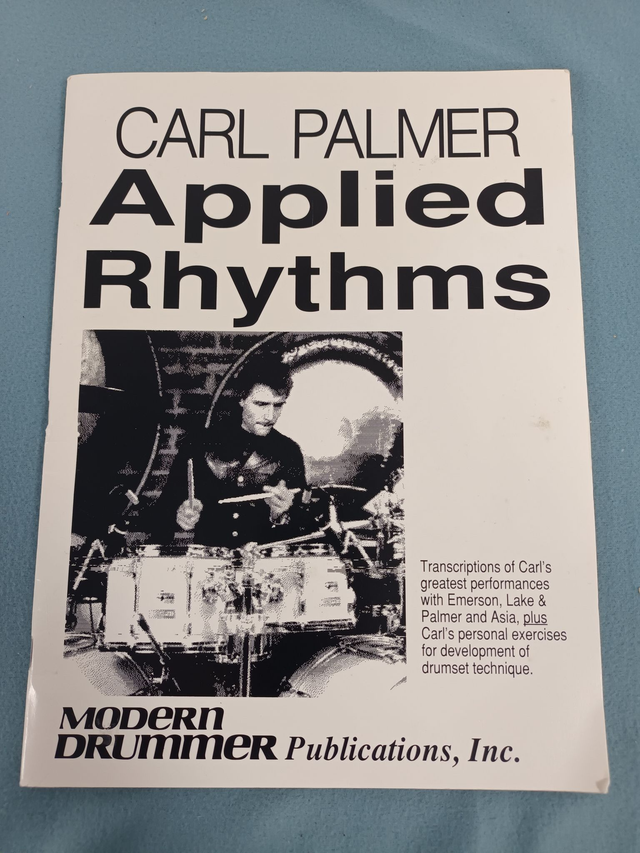 CARL PALMER
Applied
Rhythms
Transcriptions of Carl's
greatest performances
with Emerson, Lake &
Palmer and Asia, plus
Carl's personal exercises
for development of
drumset technique.
MODERN
DRUMMER Publications, Inc.